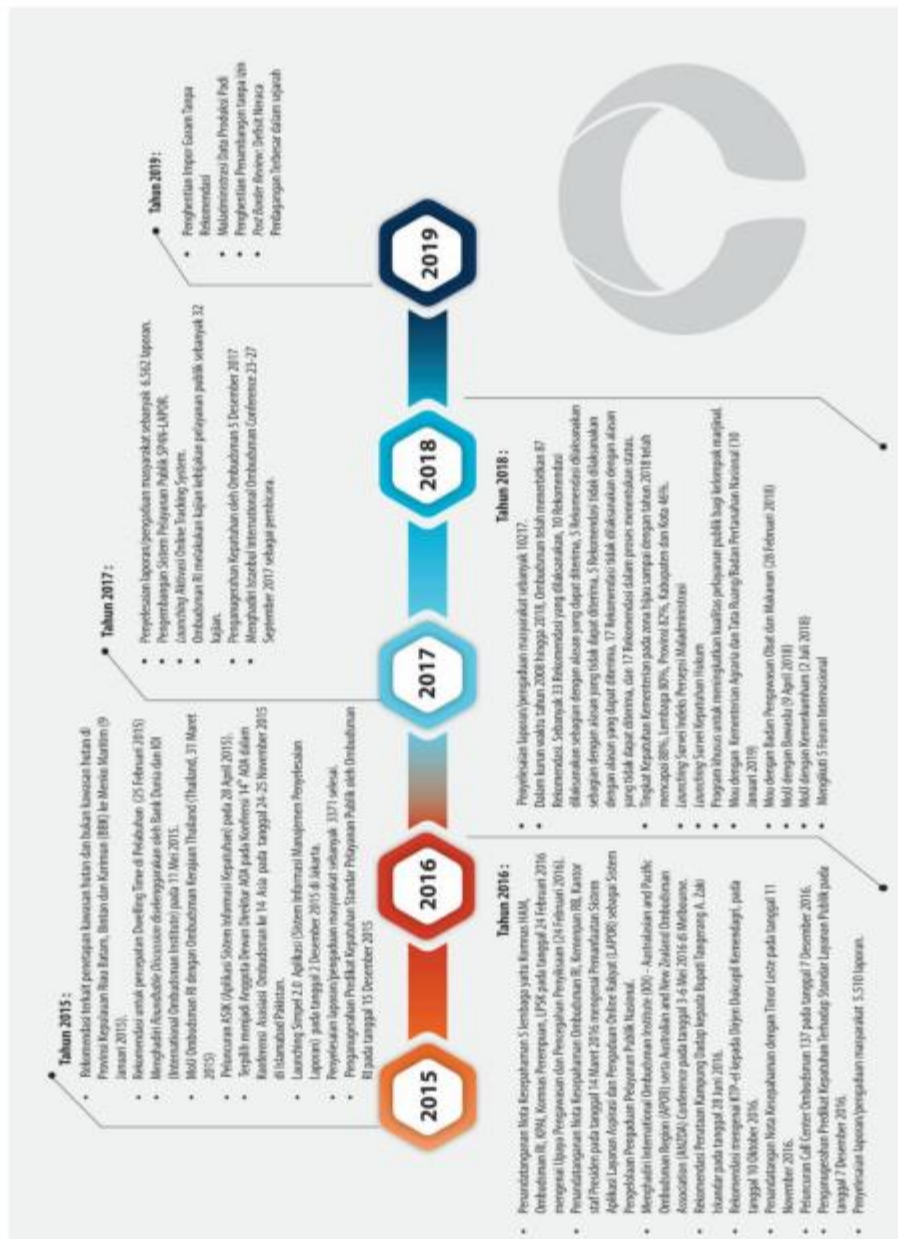 Tahun 2015 :
• Rekomendasi terkait penetapan kawasan hutan dan bukan kawasan hutan di
Provinsi Kepulauan Riau Batam, Bintan dan Karimun (BBK) ke Menko Maritim (9
Januari 2015).
• Rekomendasi untuk percepatan Dwelling Time di Pelabuhan (25 Februari 2015)
• Menghadiri Roundtable Discussion diselenggarakan oleh Bank Dunia dan IOI
(International Ombudsman Institute) pada 11 Mei 2015.
• MoU Ombudsman RI dengan Ombudsman Kerajaan Thailand (Thailand, 31 Maret
2015)
• Peluncuran ASIK (Aplikasi Sistem Informasi Kepatuhan) pada 28 April 2015).
• Terpilih menjadi Anggota Dewan Direktur AOA pada Konferensi 14th AOA dalam
Konferensi Asosiasi Ombudsman ke 14 Asia pada tanggal 24-25 November 2015
di Islamabad Pakistan.
• Launching Simpel 2.0 Aplikasi (Sistem Informasi Manajemen Penyelesaian
Laporan) pada tanggal 2 Desember 2015 di Jakarta.
• Penyelesaian laporan/pengaduan masyarakat sebanyak 3371 selesai.
• Penganugerahan Predikat Kepatuhan Standar Pelayanan Publik oleh Ombudsman
RI pada tanggal 15 Desember 2015
Tahun 2017 :
• Penyelesaian laporan/pengaduan masyarakat sebanyak 6.562 laporan.
• Pengembangan Sistem Pelayanan Publik SP4N-LAPOR.
• Launching Aktivasi Online Tracking System.
• Ombudsman RI melakukan kajian kebijakan pelayanan publik sebanyak 32
kajian.
• Penganugerahan Kepatuhan oleh Ombudsman 5 Desember 2017
• Menghadiri Istanbul International Ombudsman Conference 23-27
September 2017 sebagai pembicara.
Tahun 2019 :
• Penghentian Impor Garam Tanpa
Rekomendasi
• Maladministrasi Data Produksi Padi
• Penghentian Penambangan tanpa izin
• Post Boarder Review: Defisit Neraca
Perdagangan Terbesar dalam sejarah
2015
2016
2017
2018
2019
Tahun 2016 :
• Penandatanganan Nota Kesepahaman 5 lembaga yaitu Komnas HAM,
Ombudsman RI, KPAI, Komnas Perempuan, LPSK pada tanggal 24 Februari 2016
mengenai Upaya Pengawasan dan Pencegahan Penyiksaan (24 Februari 2016).
• Penandatanganan Nota Kesepahaman Ombudsman RI, Kemenpan RB, Kantor
staf Presiden pada tanggal 14 Maret 2016 mengenai Pemanfaatan Sistem
Aplikasi Layanan Aspirasi dan Pengaduan Online Rakyat (LAPOR) sebagai Sistem
Pengelolaan Pengaduan Pelayanan Publik Nasional.
• Menghadiri International Ombudsman Institute (IOI) - Australasian and Pacific
Ombudsman Region (APOR) serta Australian and New Zealand Ombudsman
Association (ANZOA) Conference pada tanggal 3-6 Mei 2016 di Melbourne.
• Rekomendasi Penataan Kampung Dadap kepada Bupati Tangerang A. Zaki
Iskandar pada tanggal 28 Juni 2016.
• Rekomendasi mengenai KTP-el kepada Dirjen Dukcapil Kemendagri, pada
tanggal 10 Oktober 2016.
• Penandatangan Nota Kesepahaman dengan Timor Leste pada tanggal 11
November 2016.
• Peluncuran Call Center Ombudsman 137 pada tanggal 7 Desember 2016.
• Penganugerahan Predikat Kepatuhan Terhadap Standar Layanan Publik pada
tanggal 7 Desember 2016.
• Penyelesaian laporan/pengaduan masyarakat 5.510 laporan.
Tahun 2018 :
• Penyelesaian laporan/pengaduan masyarakat sebanyak 10217.
• Dalam kurun waktu tahun 2008 hingga 2018, Ombudsman telah menerbitkan 87
Rekomendasi. Sebanyak 33 Rekomendasi yang dilaksanakan, 10 Rekomendasi
dilaksanakan sebagian dengan alasan yang dapat diterima, 5 Rekomendasi dilaksanakan
sebagian dengan alasan yang tidak dapat diterima, 5 Rekomendasi tidak dilaksanakan
dengan alasan yang dapat diterima, 17 Rekomendasi tidak dilaksanakan dengan alasan
yang tidak dapat diterima, dan 17 Rekomendasi dalam proses menentukan status.
• Tingkat Kepatuhan Kementerian pada zona hijau sampai dengan tahun 2018 telah
mencapai 80%, Lembaga 80%, Provinsi 82%, Kabupaten dan Kota 46%.
• Launching Survei Indeks Persepsi Maladministrasi
• Launching Survei Kepatuhan Hukum
• Program khusus untuk meningkatkan kualitas pelayanan publik bagi kelompok marjinal.
• Mou dengan Kementerian Agraria dan Tata Ruang/Badan Pertanahan Nasional (10
Januari 2019)
• Mou dengan Badan Pengawasan Obat dan Makanan (28 Februari 2018)
• MoU dengan Bawaslu (9 April 2018)
• MoU dengan Kemenkumham (2 Juli 2018)
• Mengikuti 5 Forum Internasional